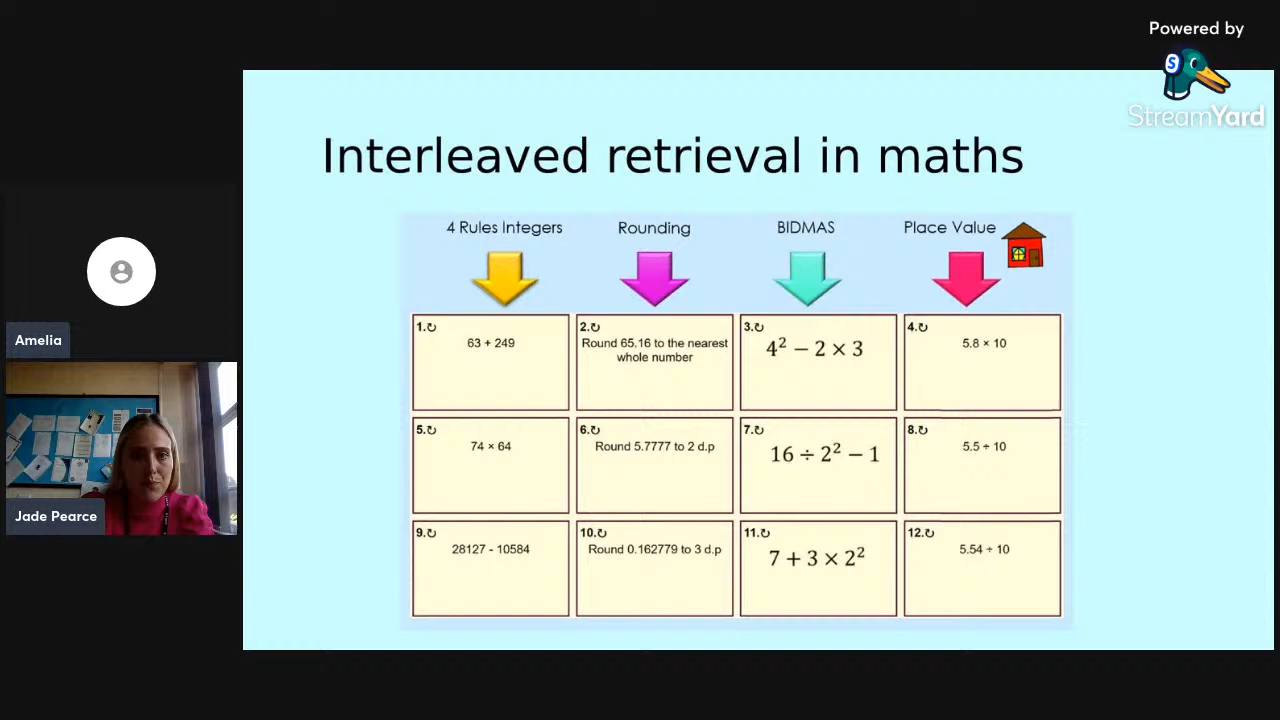 Powered by
S
StreamYard
Interleaved retrieval in maths
4 Rules Integers
Rounding
BIDMAS
Place Value
1.↻
63 + 249
2.↻
Round 65.16 to the nearest
whole number
3.↻
4² − 2 × 3
4.↻
5.8 × 10
5.↻
74 × 64
6.↻
Round 5.7777 to 2 d.p
7.↻
16 ÷ 2² − 1
8.↻
5.5 ÷ 10
9.↻
28127 - 10584
10.↻
Round 0.162779 to 3 d.p
11.↻
7 + 3 × 2²
12.↻
5.54 ÷ 10
Amelia
Jade Pearce